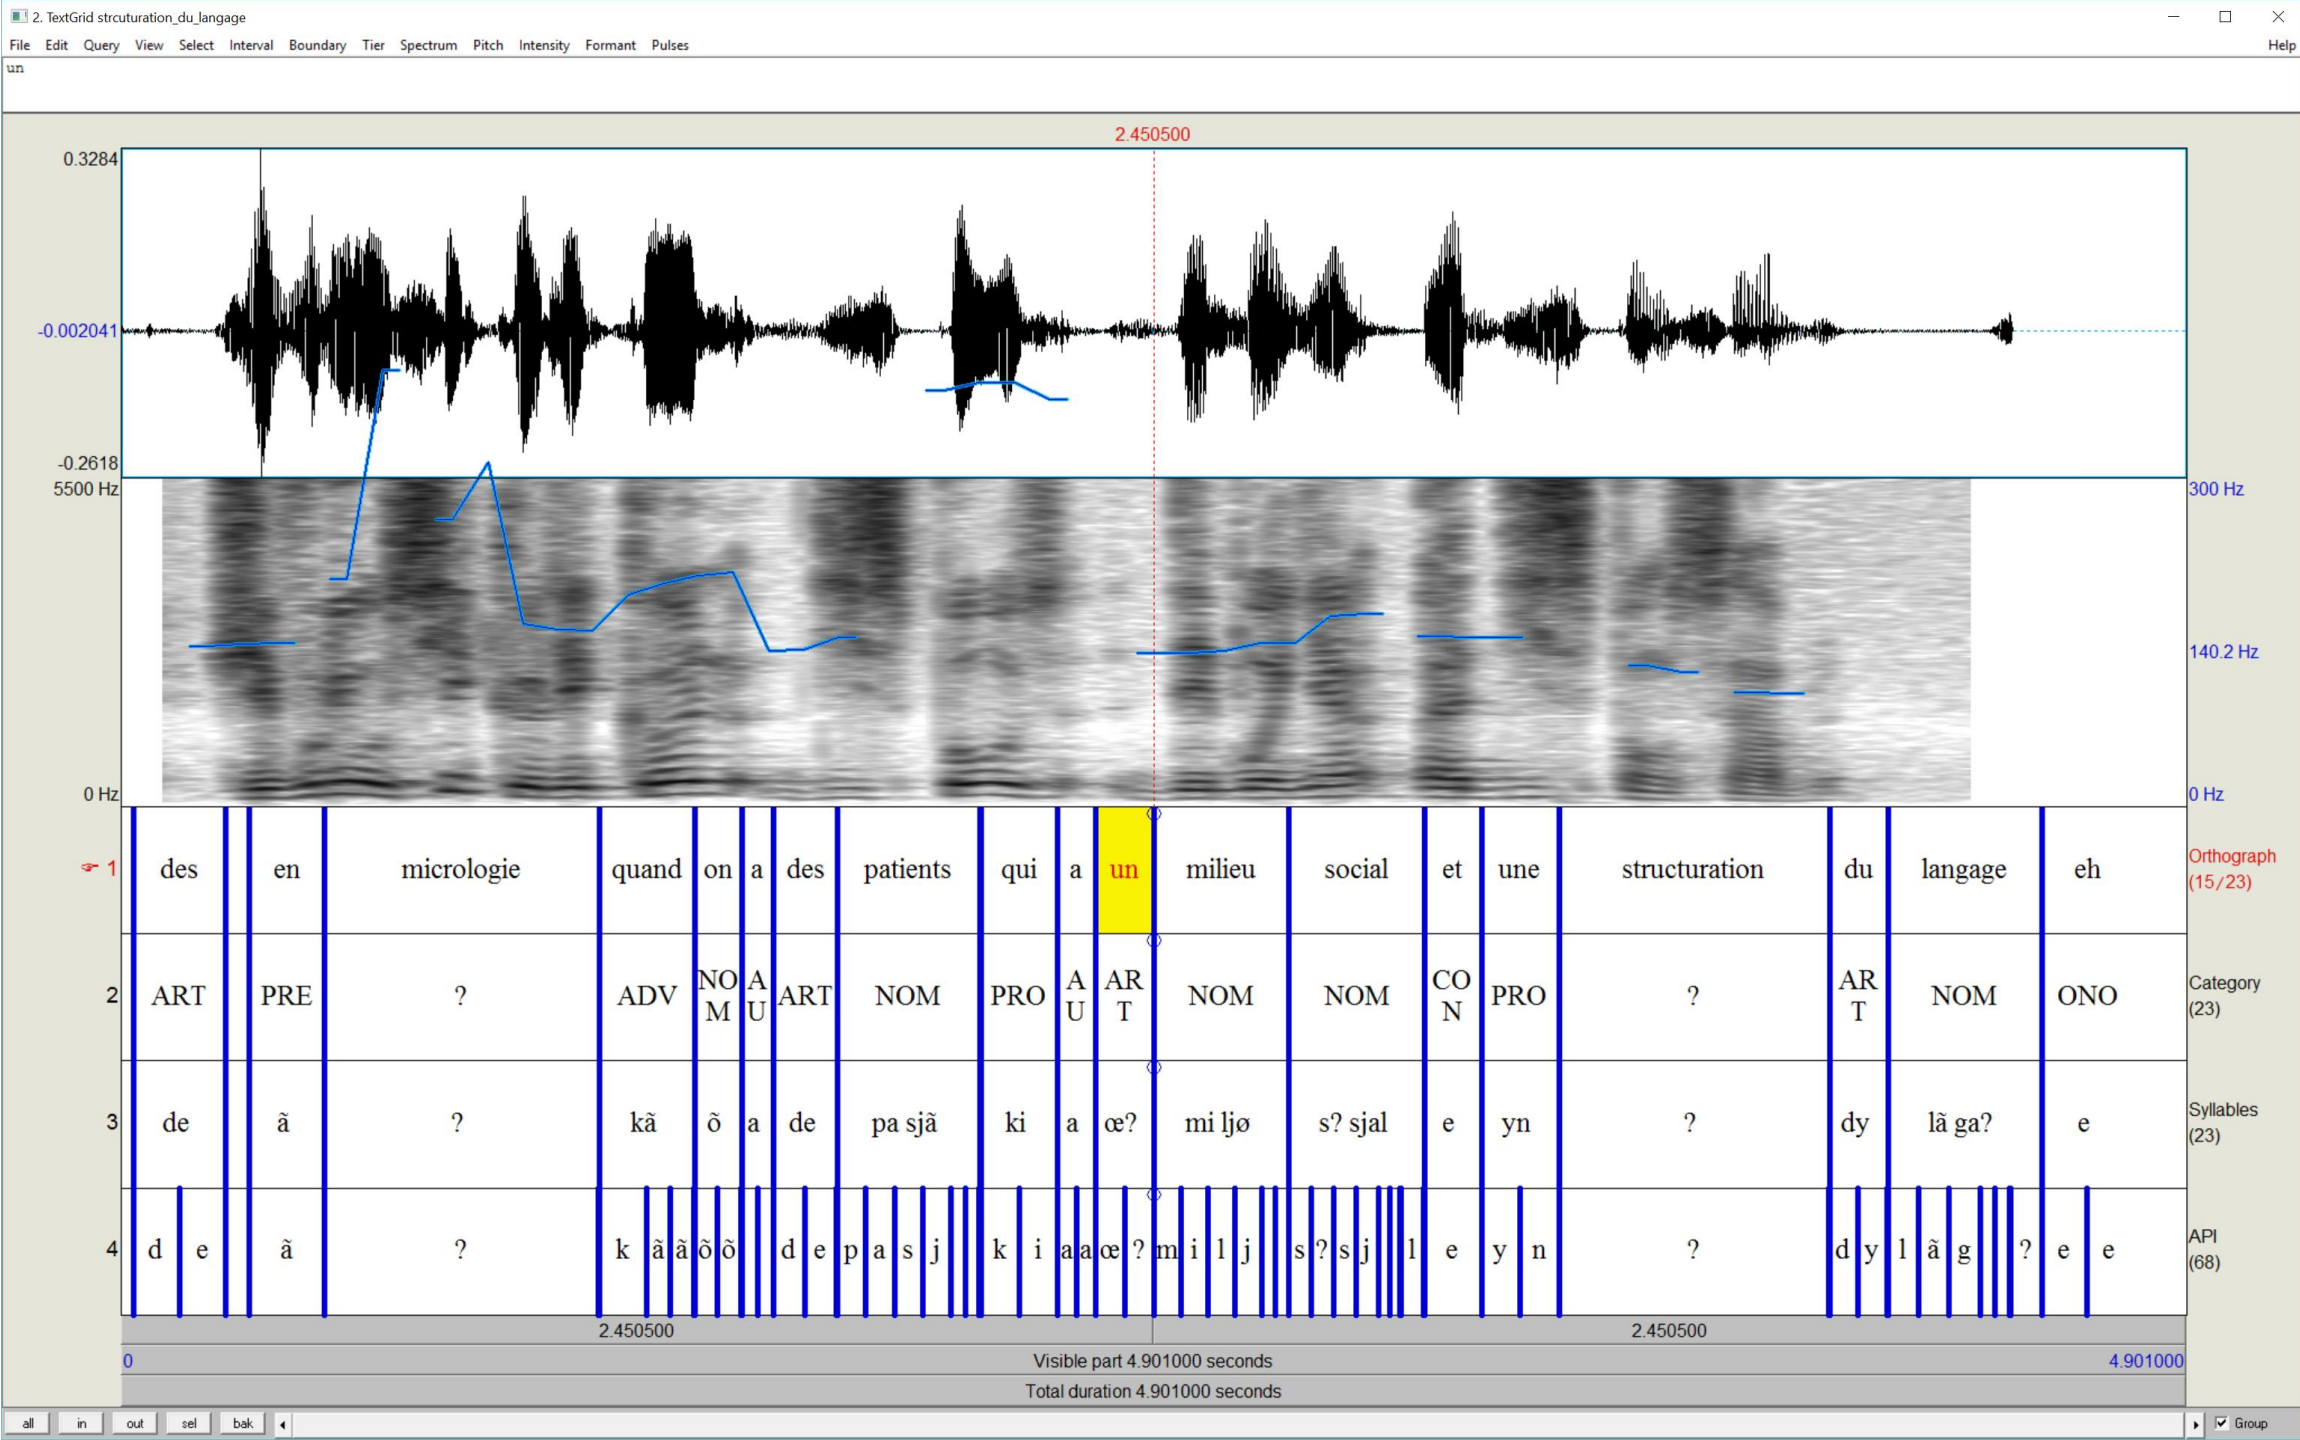 2. TextGrid strcuturation_du_langage
File Edit Query View Select Interval Boundary Tier Spectrum Pitch Intensity Formant Pulses Help
un
2.450500
0.3284
-0.002041
-0.2618
5500 Hz 300 Hz
140.2 Hz
0 Hz 0 Hz
☞ 1 des en micrologie quand on a des patients qui a un milieu social et une structuration du langage eh Orthograph (15/23)
2 ART PRE ? ADV NOM AU ART NOM PRO AU ART NOM NOM CON PRO ? ART NOM ONO Category (23)
3 de ã ? kã õ a de pa sjã ki a œ? mi ljø s? sjal e yn ? dy lã ga? e Syllables (23)
4 d e ã ? k ã ã õ õ d e p a s j k i a a œ ? m i l j s ? s j l e y n ? d y l ã g ? e e API (68)
2.450500 2.450500
0 Visible part 4.901000 seconds 4.901000
Total duration 4.901000 seconds
all in out sel bak Group